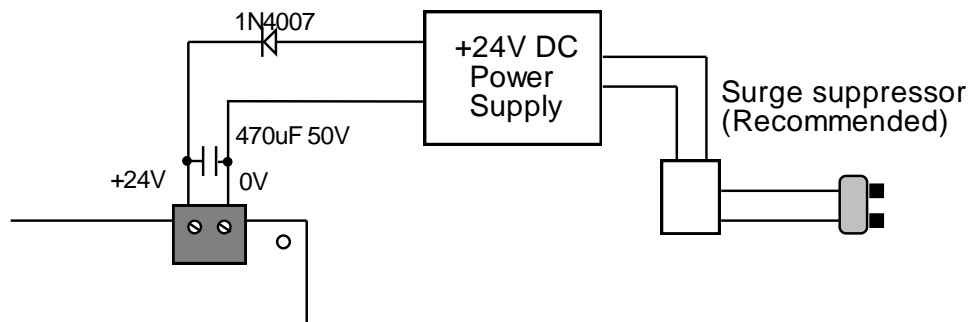 1N4007
+24V DC
Power
Supply
Surge suppressor
(Recommended)
470uF 50V
+24V
0V